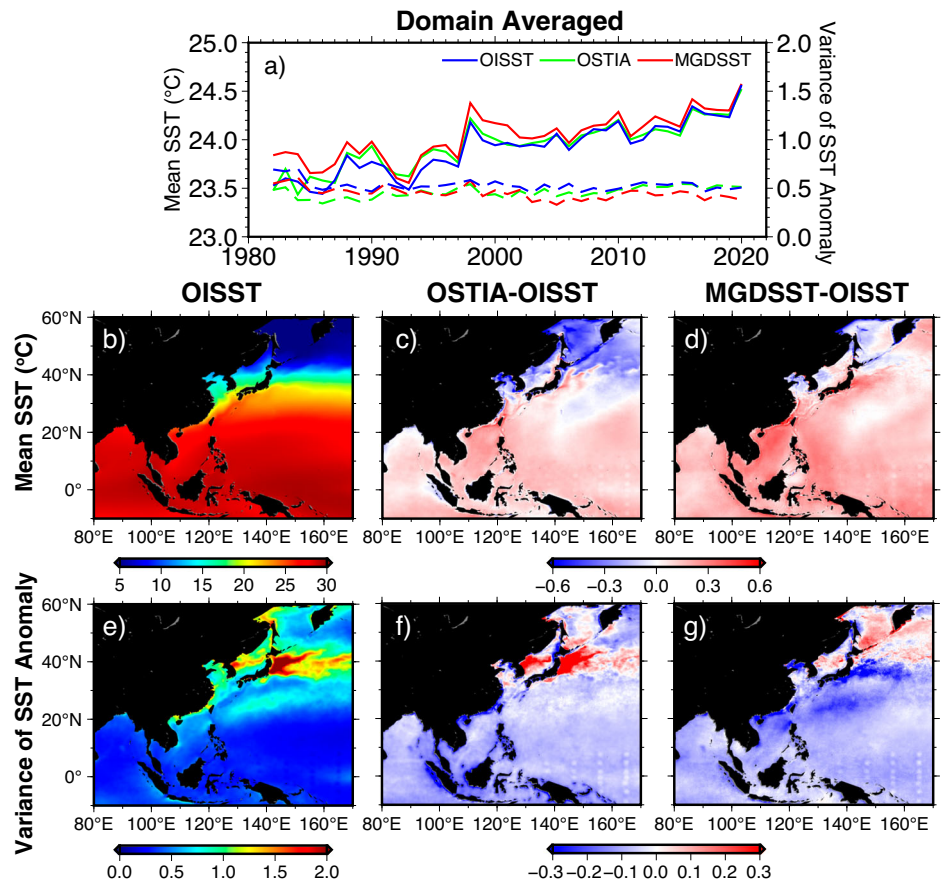 Domain Averaged
a)
OISST OSTIA MGDSST
Mean SST (°C)
25.0
24.5
24.0
23.5
23.0
2.0
1.5
1.0
0.5
0.0
Variance of
SST Anomaly
1980 1990 2000 2010 2020
OISST OSTIA-OISST MGDSST-OISST
Mean SST (°C)
60°N
40°N
20°N
0°
b) c) d)
80°E 100°E 120°E 140°E 160°E 80°E 100°E 120°E 140°E 160°E 80°E 100°E 120°E 140°E 160°E
5 10 15 20 25 30 −0.6 −0.3 0.0 0.3 0.6
Variance of SST Anomaly
60°N
40°N
20°N
0°
e) f) g)
80°E 100°E 120°E 140°E 160°E 80°E 100°E 120°E 140°E 160°E 80°E 100°E 120°E 140°E 160°E
0.0 0.5 1.0 1.5 2.0 −0.3 −0.2 −0.1 0.0 0.1 0.2 0.3